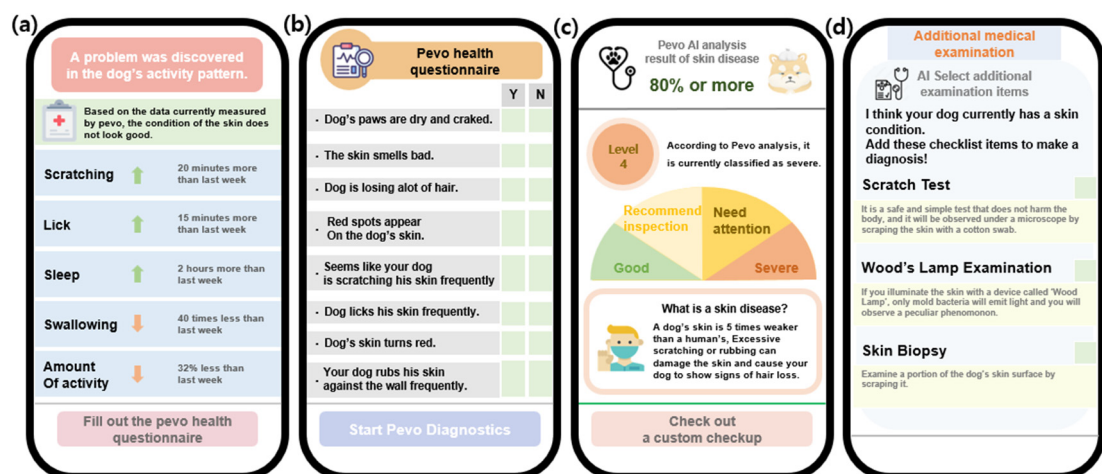 (a)
A problem was discovered
in the dog's activity pattern.
Based on the data currently measured
by pevo, the condition of the skin does
not look good.
Scratching
20 minutes more
than last week
Lick
15 minutes more
than last week
Sleep
2 hours more than
last week
Swallowing
40 times less than
last week
Amount
Of activity
32% less than
last week
Fill out the pevo health
questionnaire
(b)
Pevo health
questionnaire
Y N
· Dog's paws are dry and craked.
· The skin smells bad.
· Dog is losing alot of hair.
· Red spots appear
On the dog's skin.
· Seems like your dog
is scratching his skin frequently
· Dog licks his skin frequently.
· Dog's skin turns red.
· Your dog rubs his skin
against the wall frequently.
Start Pevo Diagnostics
(c)
Pevo AI analysis
result of skin disease
80% or more
Level
4
According to Pevo analysis, it
is currently classified as severe.
Recommend
inspection
Need
attention
Good
Severe
What is a skin disease?
A dog's skin is 5 times weaker
than a human's, Excessive
scratching or rubbing can
damage the skin and cause your
dog to show signs of hair loss.
Check out
a custom checkup
(d)
Additional medical
examination
AI Select additional
examination items
I think your dog currently has a skin
condition.
Add these checklist items to make a
diagnosis!
Scratch Test
It is a safe and simple test that does not harm the
body, and it will be observed under a microscope by
scraping the skin with a cotton swab.
Wood's Lamp Examination
If you illuminate the skin with a device called 'Wood
Lamp', only mold bacteria will emit light and you will
observe a peculiar phenomonon.
Skin Biopsy
Examine a portion of the dog's skin surface by
scraping it.